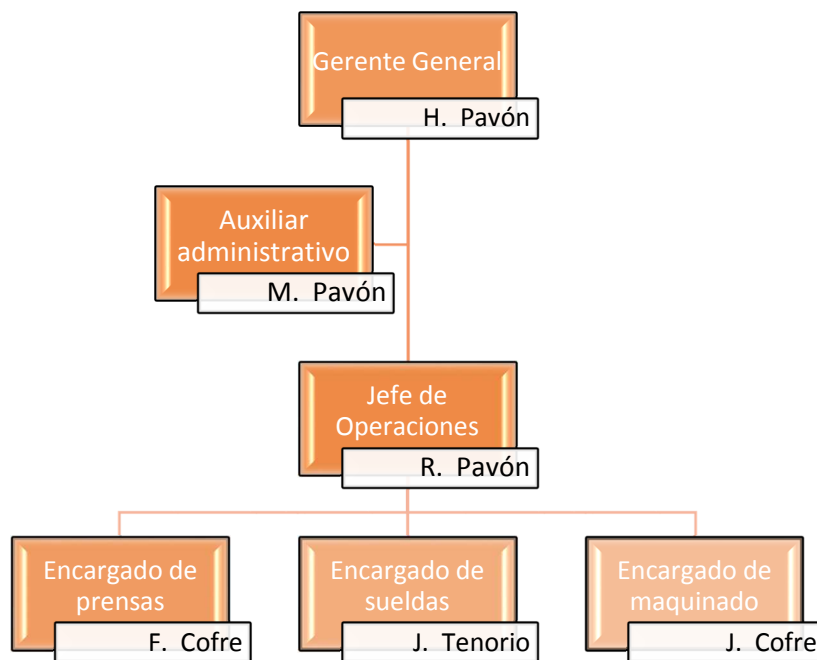 Gerente General
H. Pavón
Auxiliar
administrativo
M. Pavón
Jefe de
Operaciones
R. Pavón
Encargado de
prensas
F. Cofre
Encargado de
sueldas
J. Tenorio
Encargado de
maquinado
J. Cofre